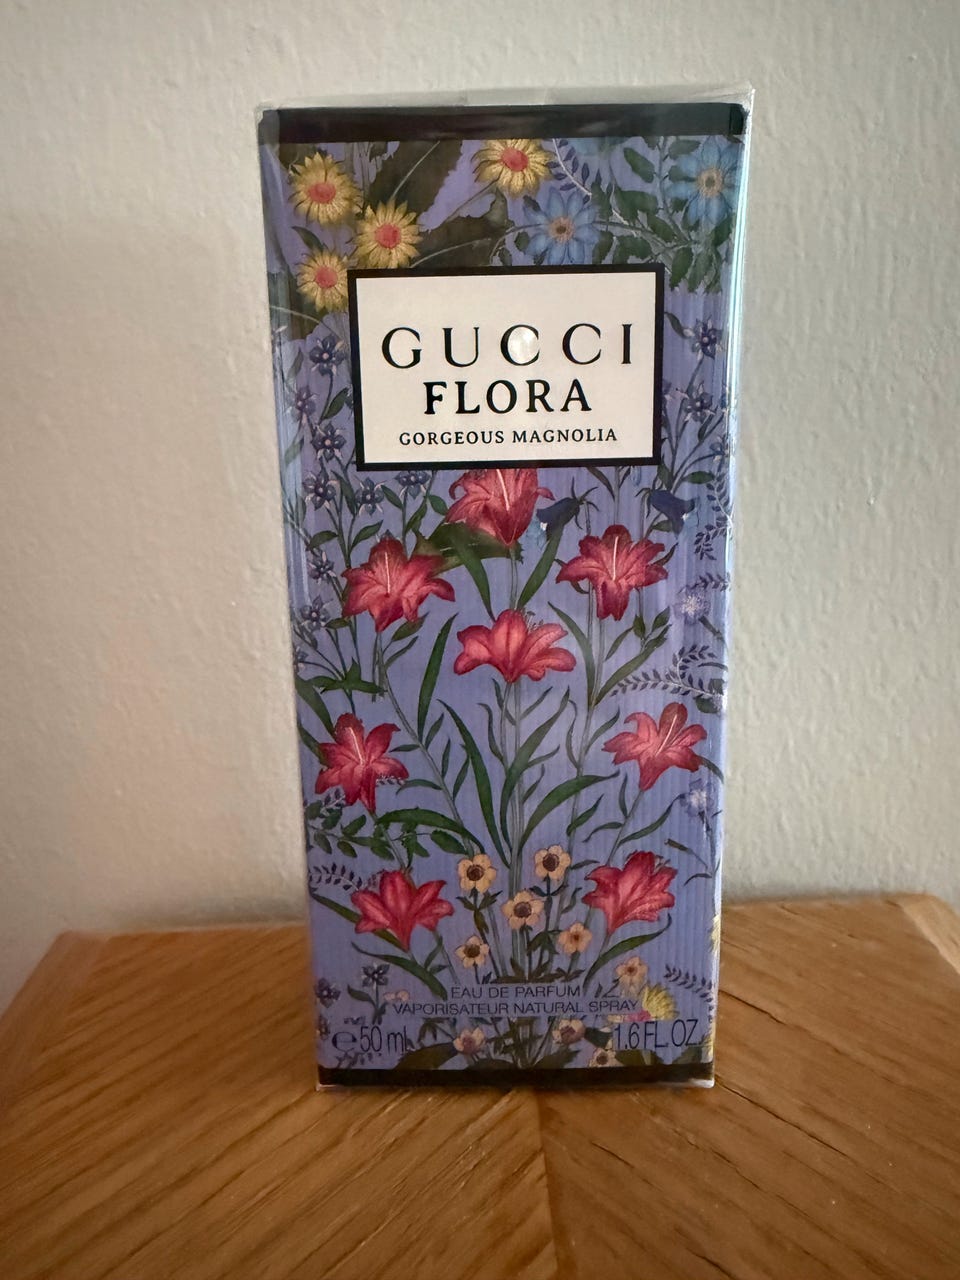 GUCCI
FLORA
GORGEOUS MAGNOLIA
EAU DE PARFUM
VAPORISATEUR NATURAL SPRAY
℮50 ml 1.6 FL.OZ.